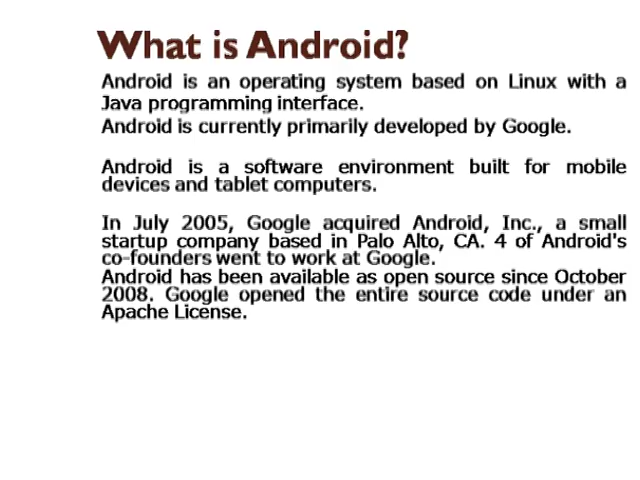 What is Android?
Android is an operating system based on Linux with a
Java programming interface.
Android is currently primarily developed by Google.
Android is a software environment built for mobile
devices and tablet computers.
In July 2005, Google acquired Android, Inc., a small
startup company based in Palo Alto, CA. 4 of Android's
co-founders went to work at Google.
Android has been available as open source since October
2008. Google opened the entire source code under an
Apache License.